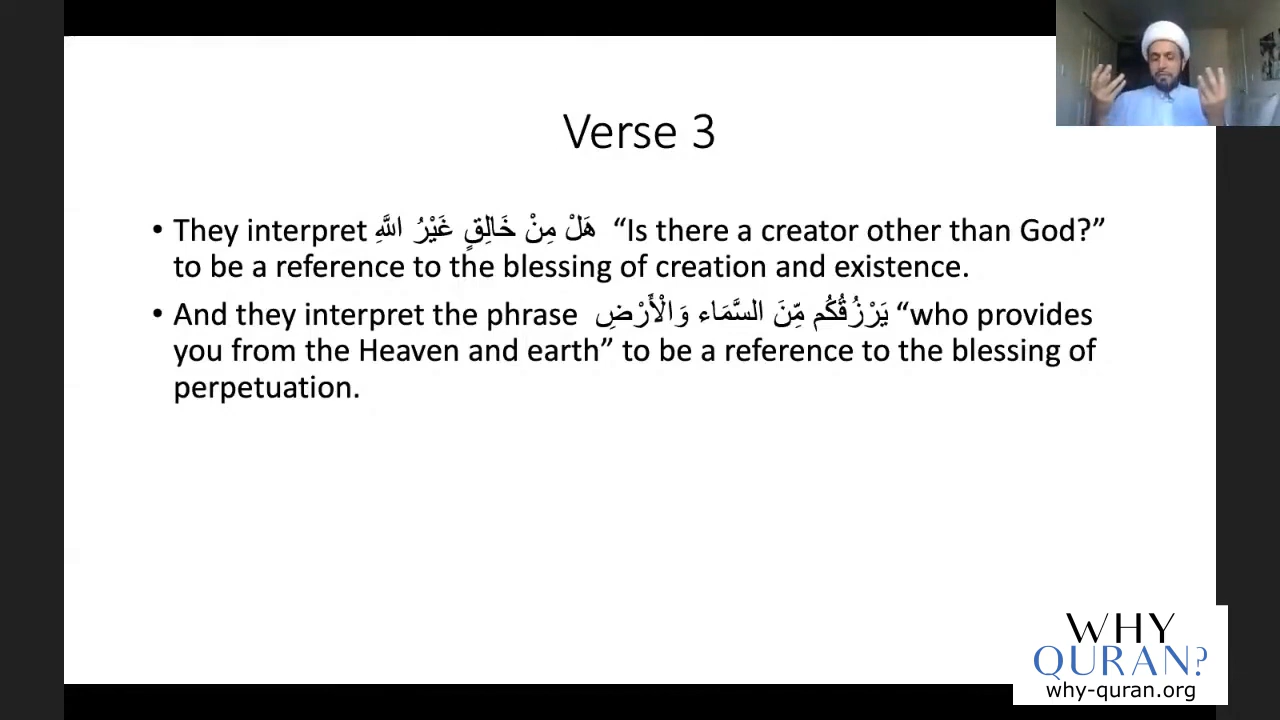 Verse 3
• They interpret هَلْ مِنْ خَالِقٍ غَيْرُ اللَّهِ “Is there a creator other than God?”
to be a reference to the blessing of creation and existence.
• And they interpret the phrase يَرْزُقُكُم مِّنَ السَّمَاء وَالْأَرْضِ “who provides
you from the Heaven and earth” to be a reference to the blessing of
perpetuation.
WHY
QURAN?
why-quran.org